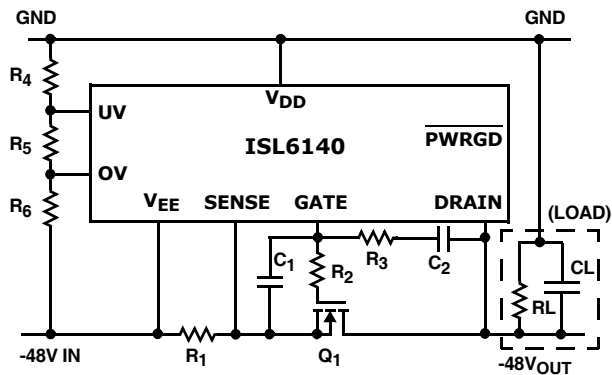 GND
GND
R4
R5
R6
UV
OV
VDD
ISL6140
PWRGD
VEE
SENSE
GATE
DRAIN
(LOAD)
C1
R2
R3
C2
CL
RL
-48V IN
R1
Q1
-48VOUT